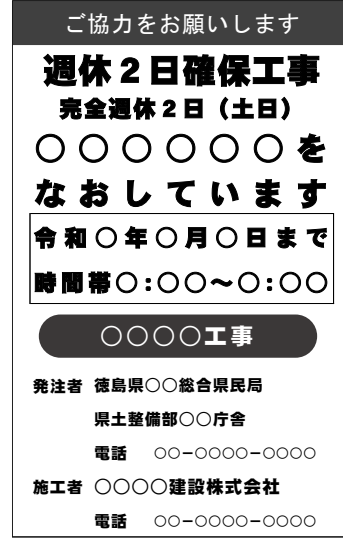 ご協力をお願いします
週休2日確保工事
完全週休2日（土日）
○○○○○○を
なおしています
令和○年○月○日まで
時間帯○:○○～○:○○
○○○○工事
発注者 徳島県○○総合県民局
県土整備部○○庁舎
電話 ○○-○○○○-○○○○
施工者 ○○○○建設株式会社
電話 ○○-○○○○-○○○○